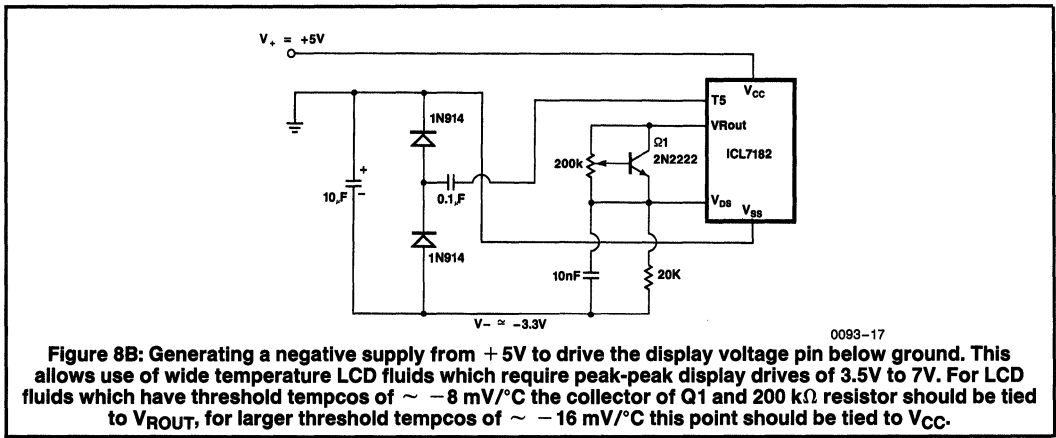 V+ = +5V
1N914
T5
VCC
VRout
Ω1
2N2222
ICL7182
200k
+
10μF
−
0.1μF
VDS
VSS
1N914
10nF
20K
V− ≃ −3.3V
0093–17
Figure 8B: Generating a negative supply from +5V to drive the display voltage pin below ground. This
allows use of wide temperature LCD fluids which require peak-peak display drives of 3.5V to 7V. For LCD
fluids which have threshold tempcos of ~ −8 mV/°C the collector of Q1 and 200 kΩ resistor should be tied
to VROUT, for larger threshold tempcos of ~ −16 mV/°C this point should be tied to VCC.